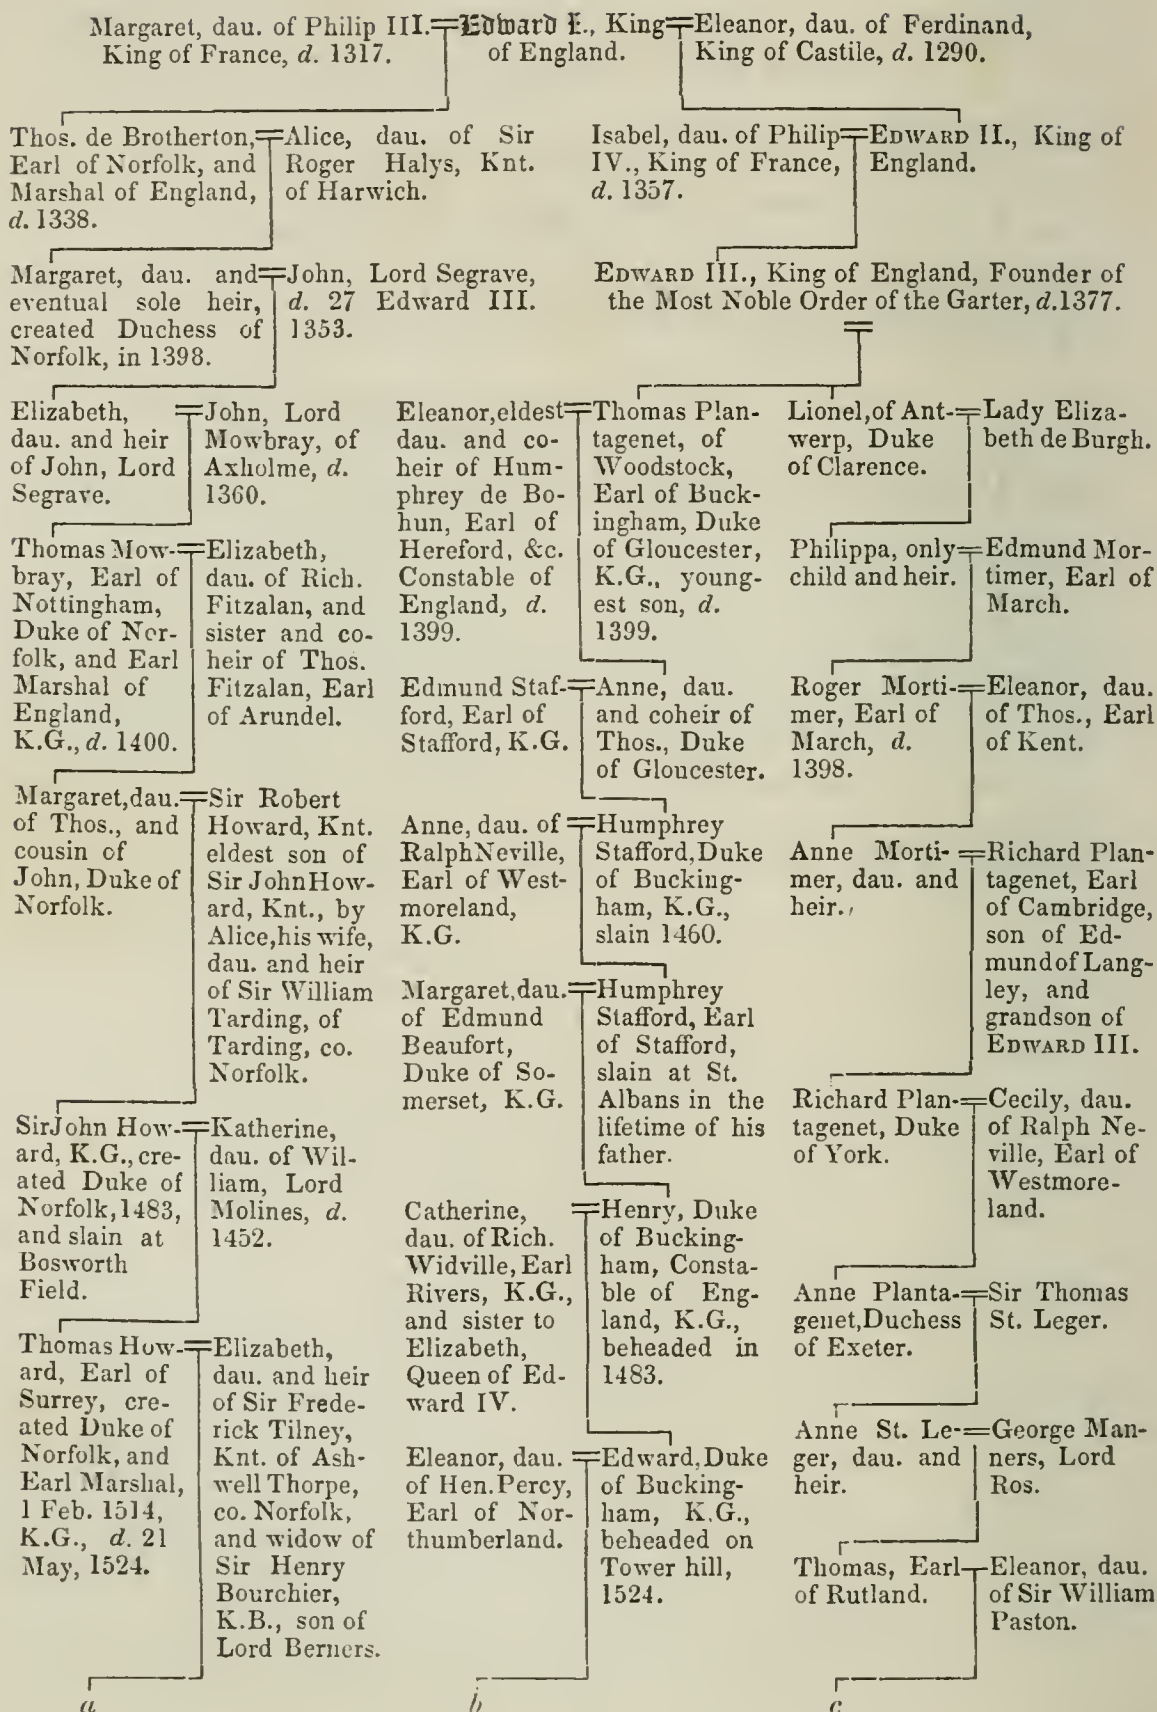 Margaret, dau. of Philip III.
King of France, d. 1317.
Edward I., King
of England.
Eleanor, dau. of Ferdinand,
King of Castile, d. 1290.
Thos. de Brotherton,
Earl of Norfolk, and
Marshal of England,
d. 1338.
Alice, dau. of Sir
Roger Halys, Knt.
of Harwich.
Isabel, dau. of Philip
IV., King of France,
d. 1357.
EDWARD II., King of
England.
Margaret, dau. and
eventual sole heir,
created Duchess of
Norfolk, in 1398.
John, Lord Segrave,
d. 27 Edward III.
1353.
EDWARD III., King of England, Founder of
the Most Noble Order of the Garter, d.1377.
Elizabeth,
dau. and heir
of John, Lord
Segrave.
John, Lord
Mowbray, of
Axholme, d.
1360.
Eleanor, eldest
dau. and co-
heir of Hum-
phrey de Bo-
hun, Earl of
Hereford, &c.
Constable of
England, d.
1399.
Thomas Plan-
tagenet, of
Woodstock,
Earl of Buck-
ingham, Duke
of Gloucester,
K.G., young-
est son, d.
1399.
Lionel, of Ant-
werp, Duke
of Clarence.
Lady Eliza-
beth de Burgh.
Thomas Mow-
bray, Earl of
Nottingham,
Duke of Nor-
folk, and Earl
Marshal of
England,
K.G., d. 1400.
Elizabeth,
dau. of Rich.
Fitzalan, and
sister and co-
heir of Thos.
Fitzalan, Earl
of Arundel.
Philippa, only
child and heir.
Edmund Mor-
timer, Earl of
March.
Edmund Staf-
ford, Earl of
Stafford, K.G.
Anne, dau.
and coheir of
Thos., Duke
of Gloucester.
Roger Morti-
mer, Earl of
March, d.
1398.
Eleanor, dau.
of Thos., Earl
of Kent.
Margaret, dau.
of Thos., and
cousin of
John, Duke of
Norfolk.
Sir Robert
Howard, Knt.
eldest son of
Sir John How-
ard, Knt., by
Alice, his wife,
dau. and heir
of Sir William
Tarding, of
Tarding, co.
Norfolk.
Anne, dau. of
Ralph Neville,
Earl of West-
moreland,
K.G.
Humphrey
Stafford, Duke
of Bucking-
ham, K.G.,
slain 1460.
Anne Morti-
mer, dau. and
heir.
Richard Plan-
tagenet, Earl
of Cambridge,
son of Ed-
mund of Lang-
ley, and
grandson of
EDWARD III.
Margaret, dau.
of Edmund
Beaufort,
Duke of So-
merset, K.G.
Humphrey
Stafford, Earl
of Stafford,
slain at St.
Albans in the
lifetime of his
father.
Richard Plan-
tagenet, Duke
of York.
Cecily, dau.
of Ralph Ne-
ville, Earl of
Westmore-
land.
Sir John How-
ard, K.G., cre-
ated Duke of
Norfolk, 1483,
and slain at
Bosworth
Field.
Katherine,
dau. of Wil-
liam, Lord
Molines, d.
1452.
Catherine,
dau. of Rich.
Widville, Earl
Rivers, K.G.,
and sister to
Elizabeth,
Queen of Ed-
ward IV.
Henry, Duke
of Bucking-
ham, Consta-
ble of Eng-
land, K.G.,
beheaded in
1483.
Anne Planta-
genet, Duchess
of Exeter.
Sir Thomas
St. Leger.
Thomas How-
ard, Earl of
Surrey, cre-
ated Duke of
Norfolk, and
Earl Marshal,
1 Feb. 1514,
K.G., d. 21
May, 1524.
Elizabeth,
dau. and heir
of Sir Frede-
rick Tilney,
Knt. of Ash-
well Thorpe,
co. Norfolk,
and widow of
Sir Henry
Bourchier,
K.B., son of
Lord Berners.
Eleanor, dau.
of Hen. Percy,
Earl of Nor-
thumberland.
Edward, Duke
of Bucking-
ham, K.G.,
beheaded on
Tower hill,
1524.
Anne St. Le-
ger, dau. and
heir.
George Man-
ners, Lord
Ros.
Thomas, Earl
of Rutland.
Eleanor, dau.
of Sir William
Paston.
a
b
c